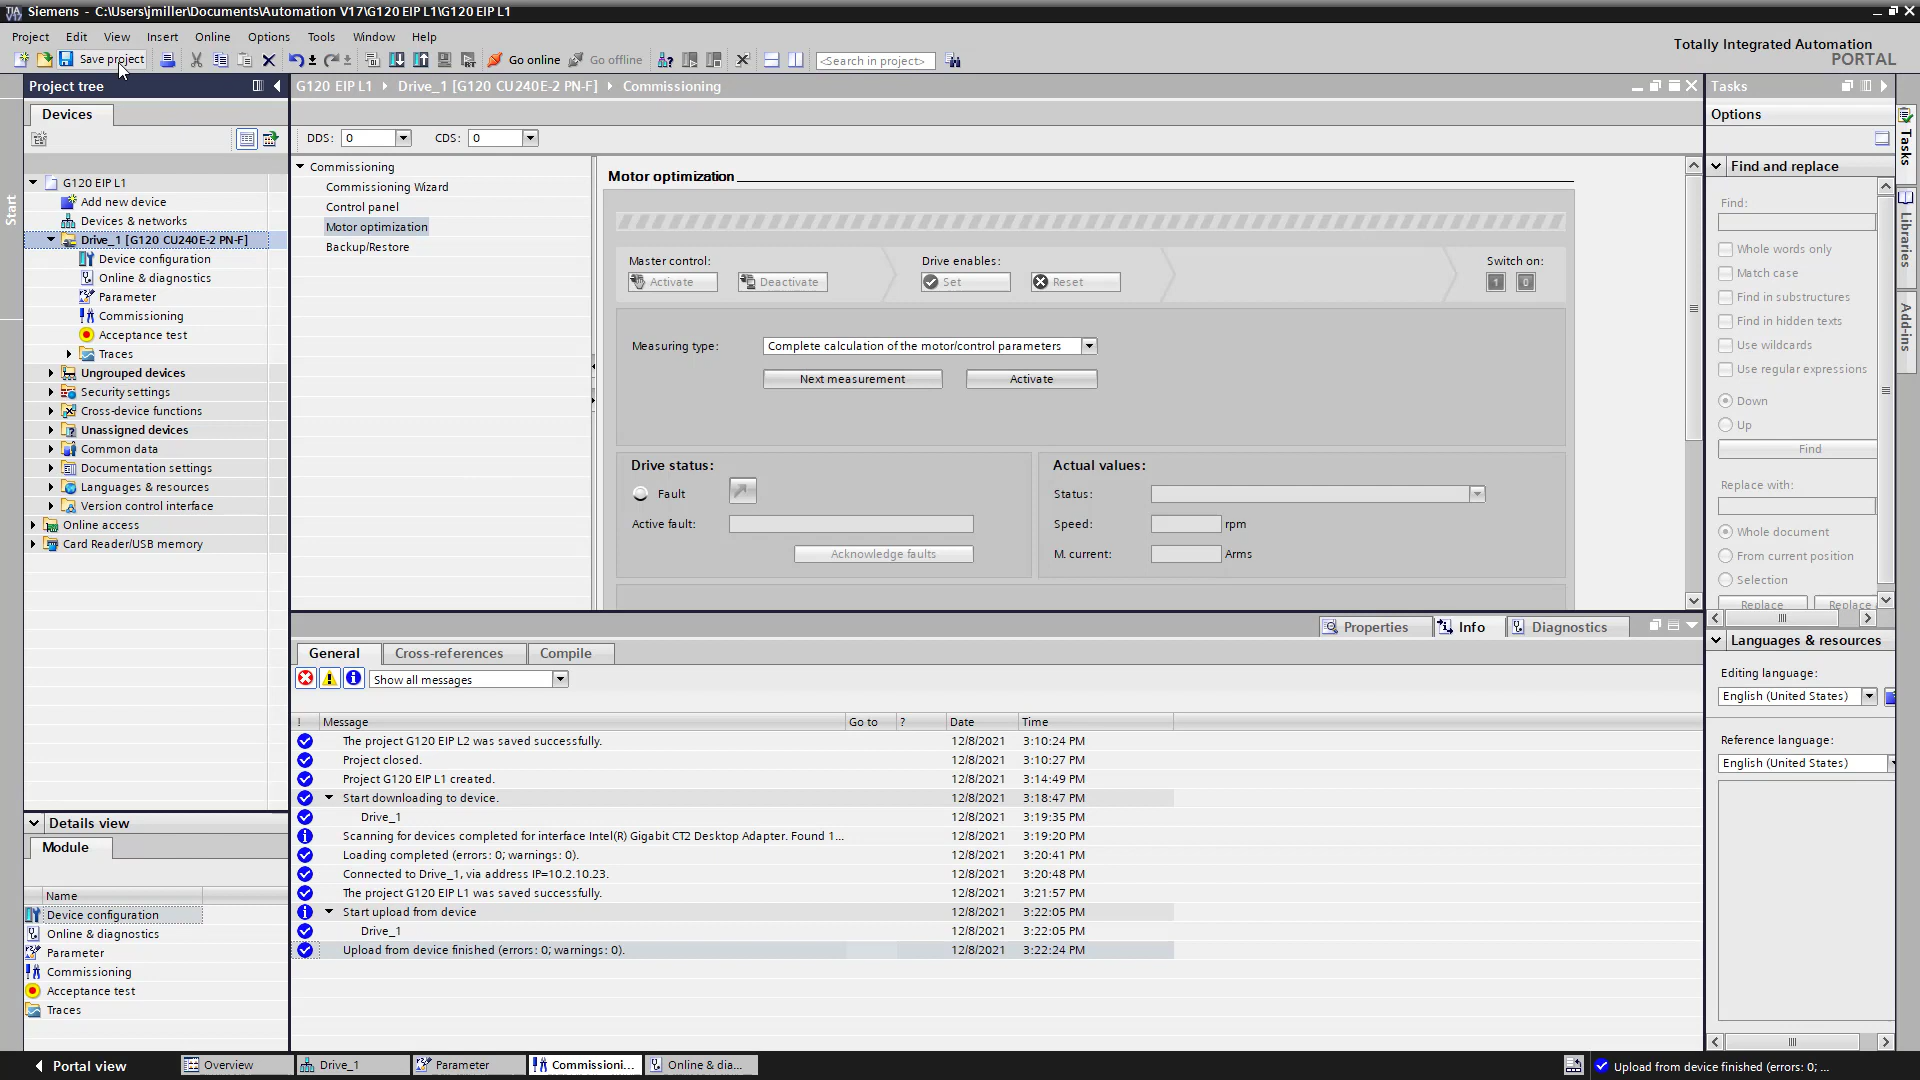 Siemens - C:\Users\jmiller\Documents\Automation V17\G120 EIP L1\G120 EIP L1
Project Edit View Insert Online Options Tools Window Help
Totally Integrated Automation
PORTAL
Save project
Go online
Go offline
<Search in project>
Project tree
G120 EIP L1 Drive_1 [G120 CU240E-2 PN-F] Commissioning
Tasks
Devices
Options
DDS: 0 CDS: 0
Start
G120 EIP L1
Add new device
Devices & networks
Drive_1 [G120 CU240E-2 PN-F]
Device configuration
Online & diagnostics
Parameter
Commissioning
Acceptance test
Traces
Ungrouped devices
Security settings
Cross-device functions
Unassigned devices
Common data
Documentation settings
Languages & resources
Version control interface
Online access
Card Reader/USB memory
Commissioning
Commissioning Wizard
Control panel
Motor optimization
Backup/Restore
Motor optimization
Master control:
Activate Deactivate
Drive enables:
Set Reset
Switch on:
1 0
Measuring type: Complete calculation of the motor/control parameters
Next measurement Activate
Drive status:
Fault
Active fault:
Acknowledge faults
Actual values:
Status:
Speed: rpm
M. current: Arms
Find and replace
Find:
Whole words only
Match case
Find in substructures
Find in hidden texts
Use wildcards
Use regular expressions
Down
Up
Find
Replace with:
Whole document
From current position
Selection
Replace Replace
Languages & resources
Editing language:
English (United States)
Reference language:
English (United States)
Tasks
Libraries
Add-ins
Properties Info Diagnostics
General Cross-references Compile
Show all messages
! Message Go to ? Date Time
The project G120 EIP L2 was saved successfully. 12/8/2021 3:10:24 PM
Project closed. 12/8/2021 3:10:27 PM
Project G120 EIP L1 created. 12/8/2021 3:14:49 PM
Start downloading to device. 12/8/2021 3:18:47 PM
Drive_1 12/8/2021 3:19:35 PM
Scanning for devices completed for interface Intel(R) Gigabit CT2 Desktop Adapter. Found 1... 12/8/2021 3:19:20 PM
Loading completed (errors: 0; warnings: 0). 12/8/2021 3:20:41 PM
Connected to Drive_1, via address IP=10.2.10.23. 12/8/2021 3:20:48 PM
The project G120 EIP L1 was saved successfully. 12/8/2021 3:21:57 PM
Start upload from device 12/8/2021 3:22:05 PM
Drive_1 12/8/2021 3:22:05 PM
Upload from device finished (errors: 0; warnings: 0). 12/8/2021 3:22:24 PM
Details view
Module
Name
Device configuration
Online & diagnostics
Parameter
Commissioning
Acceptance test
Traces
Portal view Overview Drive_1 Parameter Commissioni... Online & dia... Upload from device finished (errors: 0; ...